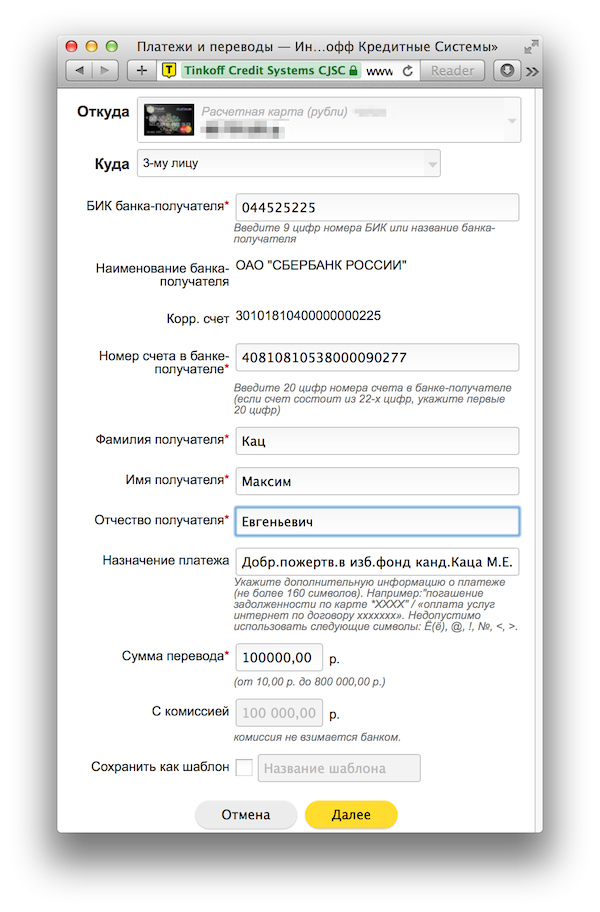 Платежи и переводы — Ин...офф Кредитные Системы»
Tinkoff Credit Systems CJSC www Reader
Откуда
Расчетная карта (рубли)
Куда
3-му лицу
БИК банка-получателя*
044525225
Введите 9 цифр номера БИК или название банка-
получателя
Наименование банка-
получателя
ОАО "СБЕРБАНК РОССИИ"
Корр. счет
30101810400000000225
Номер счета в банке-
получателе*
40810810538000090277
Введите 20 цифр номера счета в банке-получателе
(если счет состоит из 22-х цифр, укажите первые
20 цифр)
Фамилия получателя*
Кац
Имя получателя*
Максим
Отчество получателя*
Евгеньевич
Назначение платежа
Добр.пожертв.в изб.фонд канд.Каца М.Е.
Укажите дополнительную информацию о платеже
(не более 160 символов). Например:"погашение
задолженности по карте *XXXX" / «оплата услуг
интернет по договору xxxxxxx». Недопустимо
использовать следующие символы: Ё(ё), @, !, №, <, >.
Сумма перевода*
100000,00 р.
(от 10,00 р. до 800 000,00 р.)
С комиссией
100 000,00 р.
комиссия не взимается банком.
Сохранить как шаблон
Название шаблона
Отмена
Далее